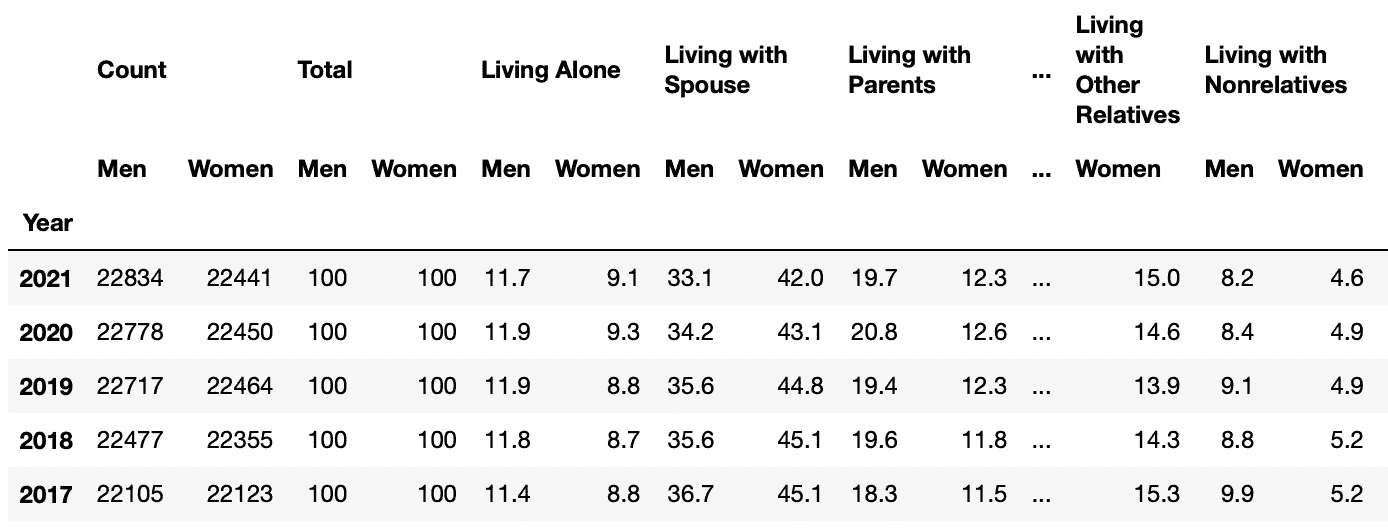 Count Total Living Alone Living with Spouse Living with Parents ... Living with Other Relatives Living with Nonrelatives
Men Women Men Women Men Women Men Women Men Women ... Women Men Women
Year
2021 22834 22441 100 100 11.7 9.1 33.1 42.0 19.7 12.3 ... 15.0 8.2 4.6
2020 22778 22450 100 100 11.9 9.3 34.2 43.1 20.8 12.6 ... 14.6 8.4 4.9
2019 22717 22464 100 100 11.9 8.8 35.6 44.8 19.4 12.3 ... 13.9 9.1 4.9
2018 22477 22355 100 100 11.8 8.7 35.6 45.1 19.6 11.8 ... 14.3 8.8 5.2
2017 22105 22123 100 100 11.4 8.8 36.7 45.1 18.3 11.5 ... 15.3 9.9 5.2